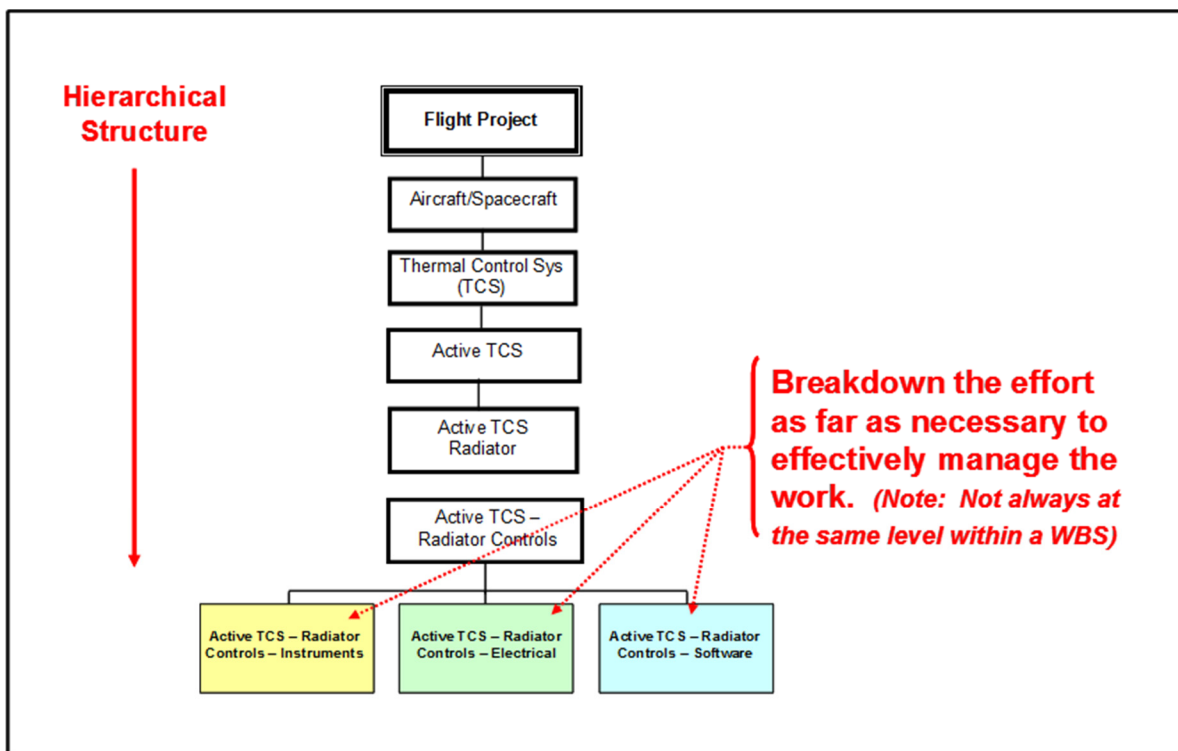 Hierarchical
Structure
Flight Project
Aircraft/Spacecraft
Thermal Control Sys
(TCS)
Active TCS
Active TCS
Radiator
Active TCS –
Radiator Controls
Breakdown the effort
as far as necessary to
effectively manage the
work. (Note: Not always at
the same level within a WBS)
Active TCS – Radiator
Controls – Instruments
Active TCS – Radiator
Controls – Electrical
Active TCS – Radiator
Controls – Software